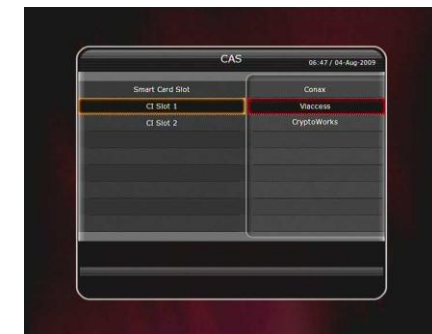 CAS
06:47 / 04-Aug-2009
Smart Card Slot Conax
CI Slot 1 Viaccess
CI Slot 2 CryptoWorks